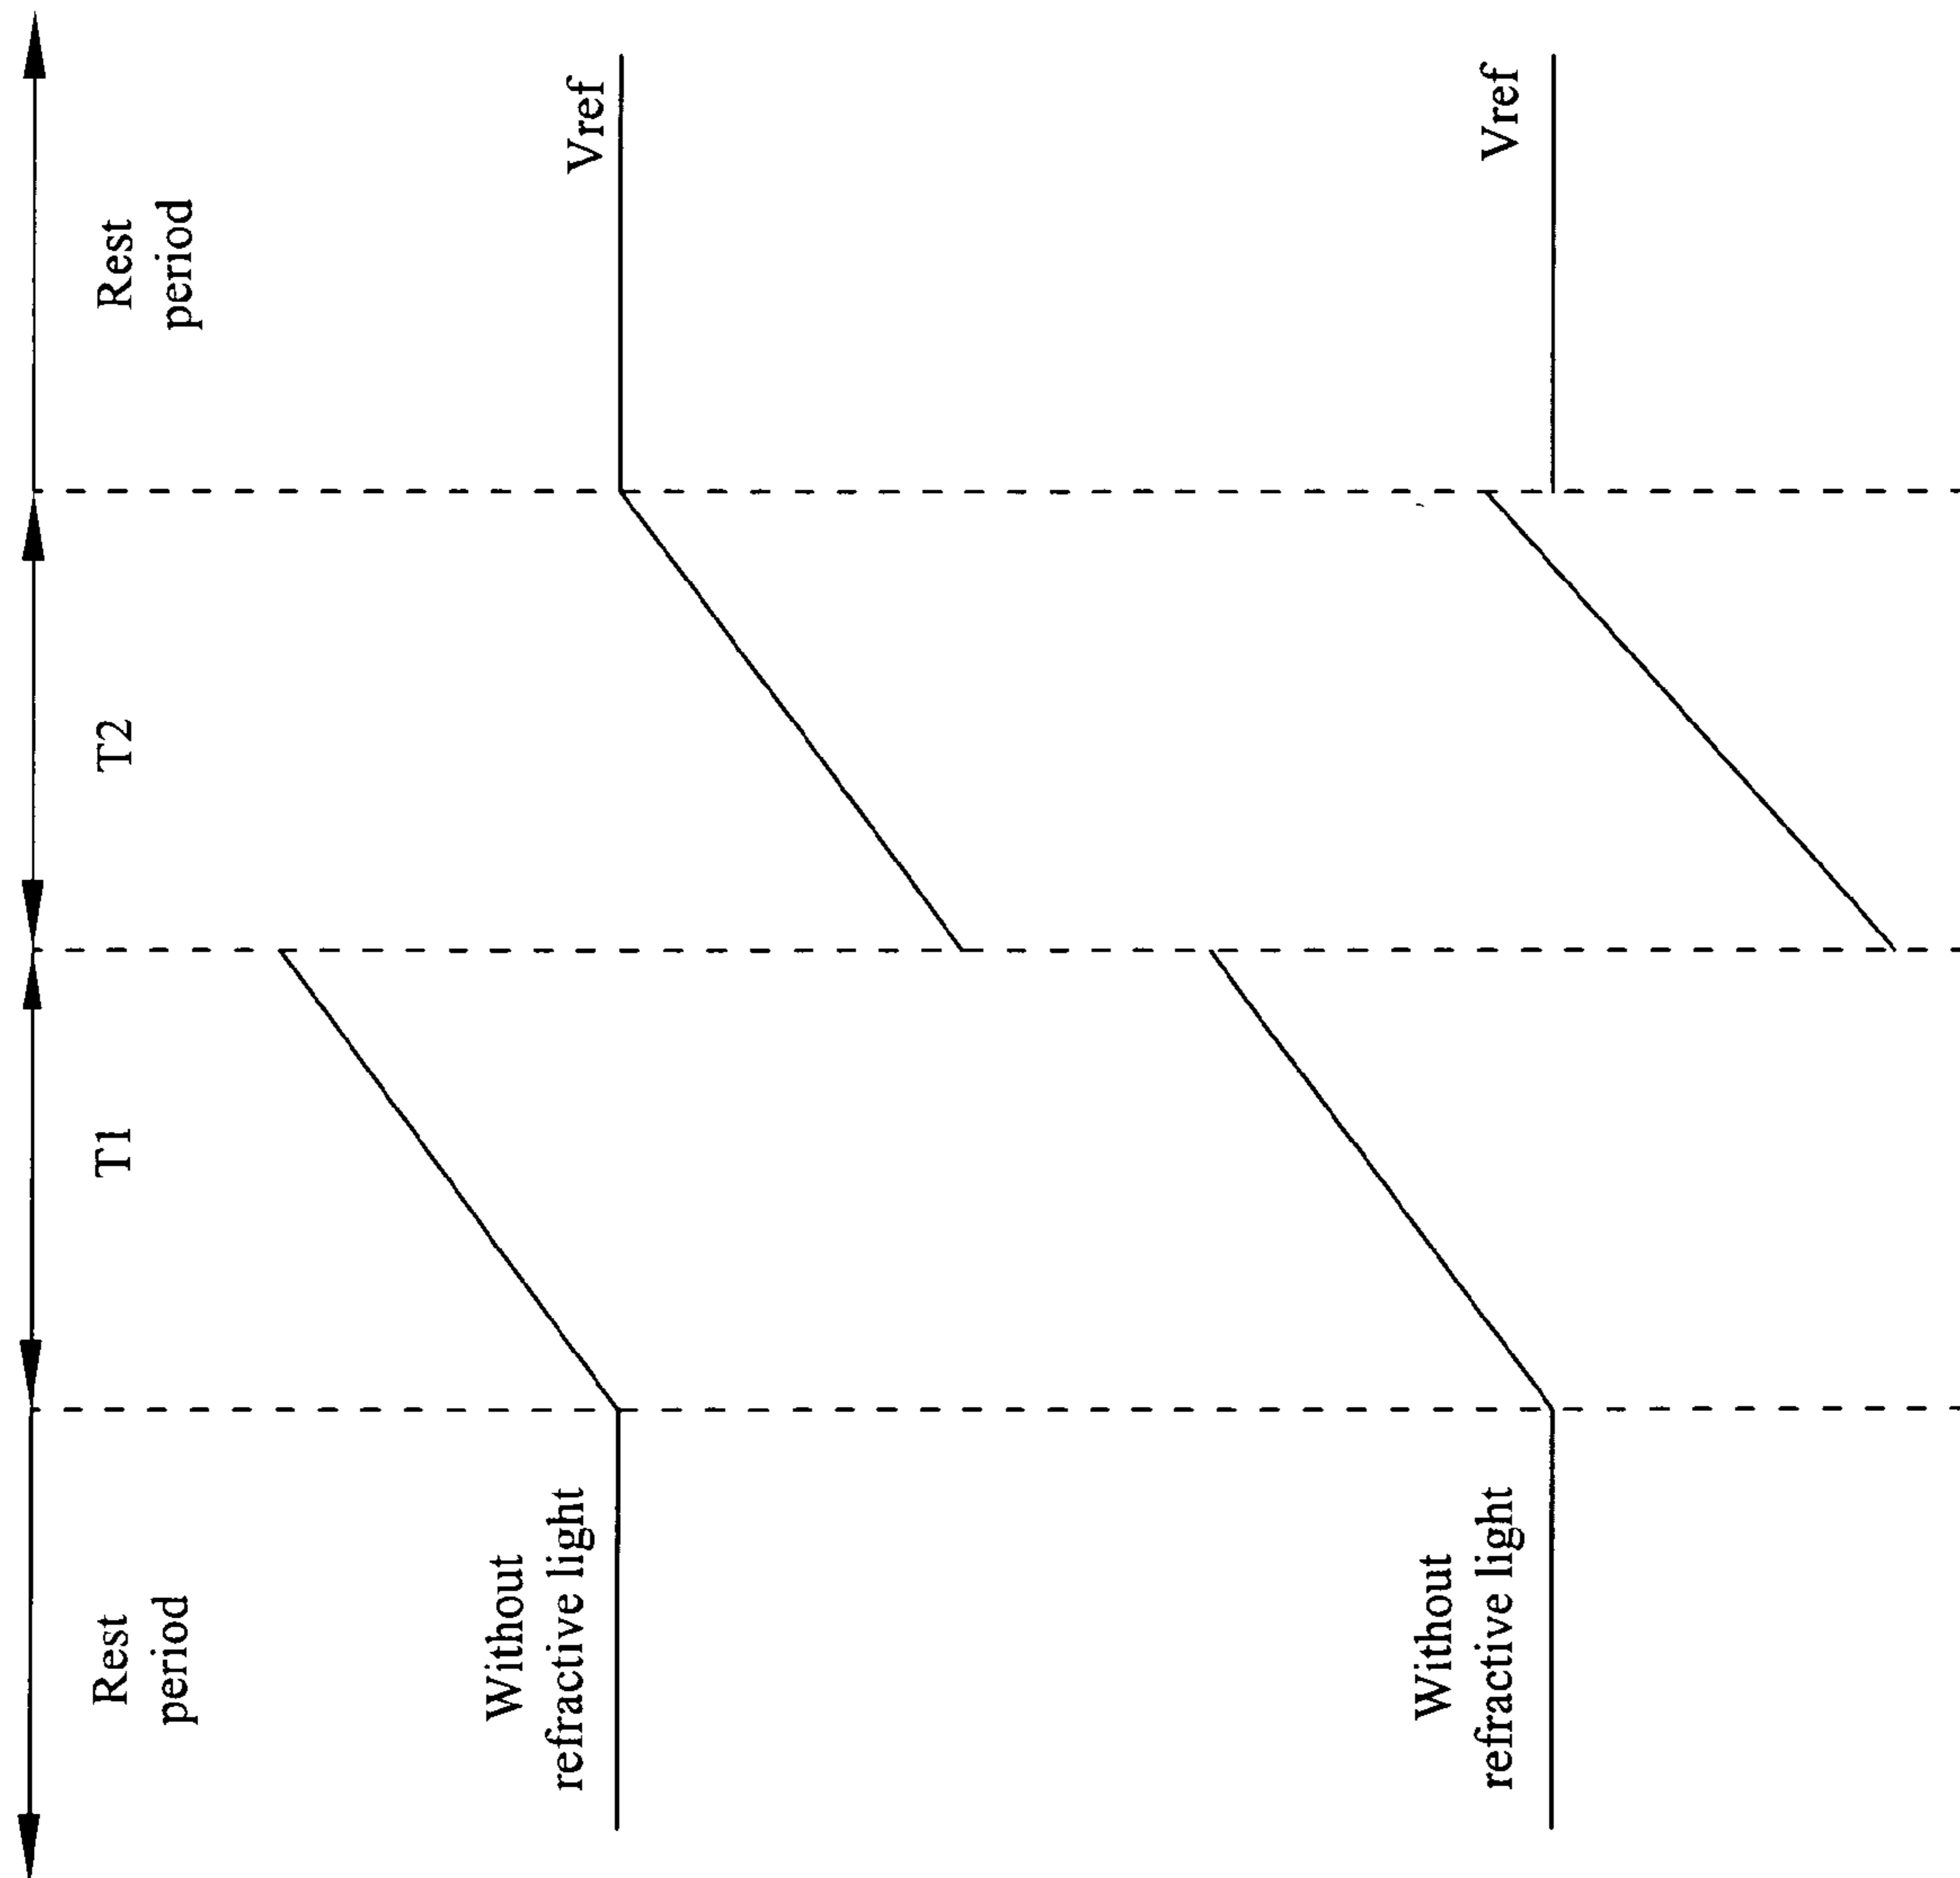 Rest
period
T1
T2
Rest
period
Without
refractive light
Vref
Without
refractive light
Vref